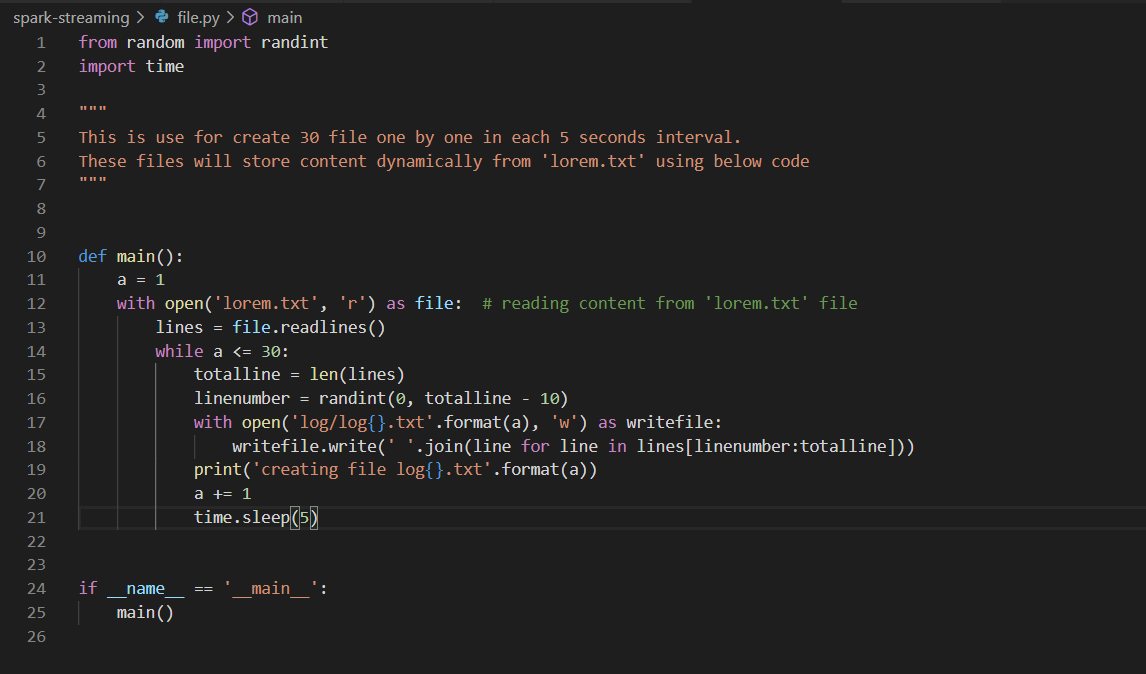 spark-streaming > file.py > main
1 from random import randint
2 import time
3
4 """
5 This is use for create 30 file one by one in each 5 seconds interval.
6 These files will store content dynamically from 'lorem.txt' using below code
7 """
8
9
10 def main():
11     a = 1
12     with open('lorem.txt', 'r') as file:  # reading content from 'lorem.txt' file
13         lines = file.readlines()
14         while a <= 30:
15             totalline = len(lines)
16             linenumber = randint(0, totalline - 10)
17             with open('log/log{}.txt'.format(a), 'w') as writefile:
18                 writefile.write(' '.join(line for line in lines[linenumber:totalline]))
19             print('creating file log{}.txt'.format(a))
20             a += 1
21             time.sleep(5)
22
23
24 if __name__ == '__main__':
25     main()
26